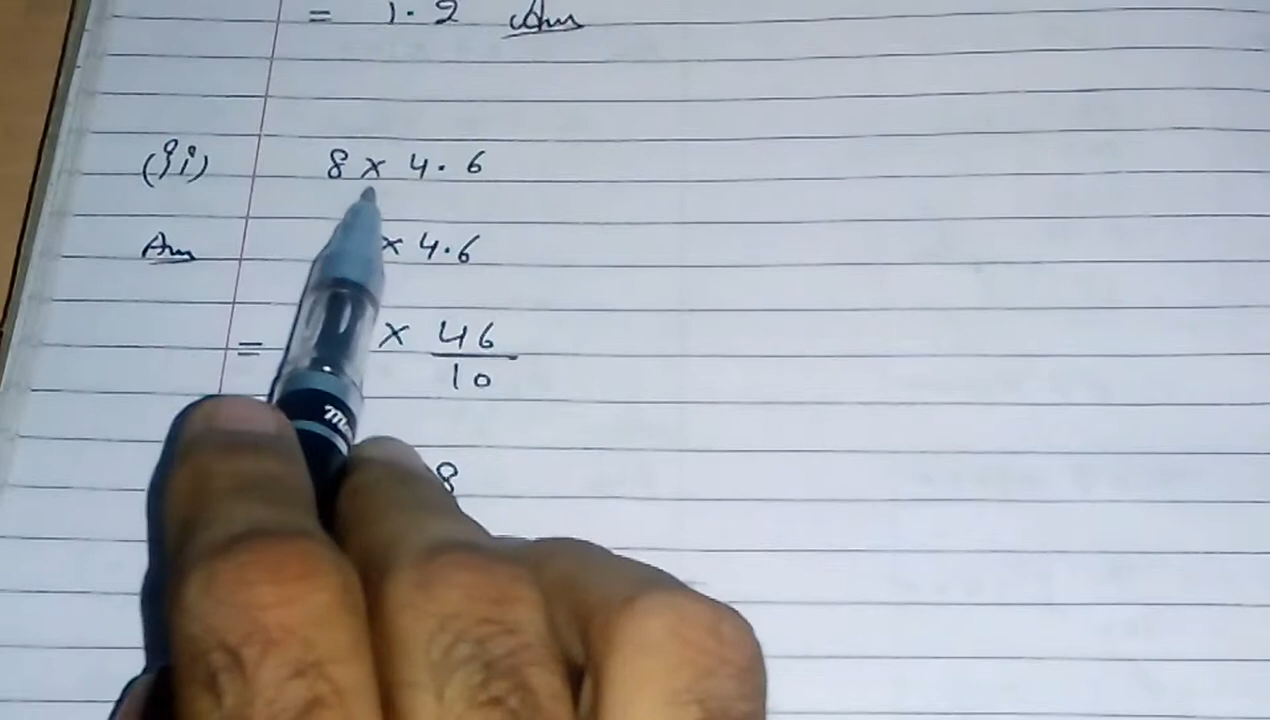 = 1.2 Ans
(ii) 8 x 4.6
Ans x 4.6
= x 46
10
8